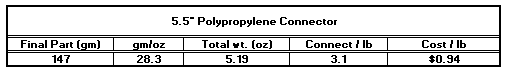 5.5" Polypropylene Connector
Final Part (gm) gm/oz Total wt. (oz) Connect / lb Cost / lb
147 28.3 5.19 3.1 $0.94